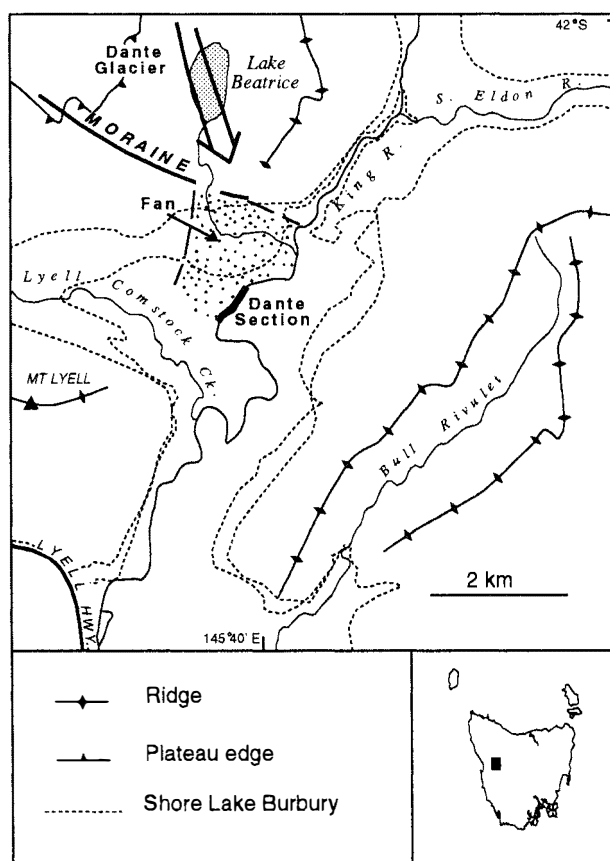 42°S
Dante
Glacier
Lake
Beatrice
S. Eldon R.
MORAINE
King R.
Fan
Lyell
Comstock Ck.
Dante
Section
MT LYELL
Bull Rivulet
2 km
LYELL HWY.
145°40' E
Ridge
Plateau edge
Shore Lake Burbury